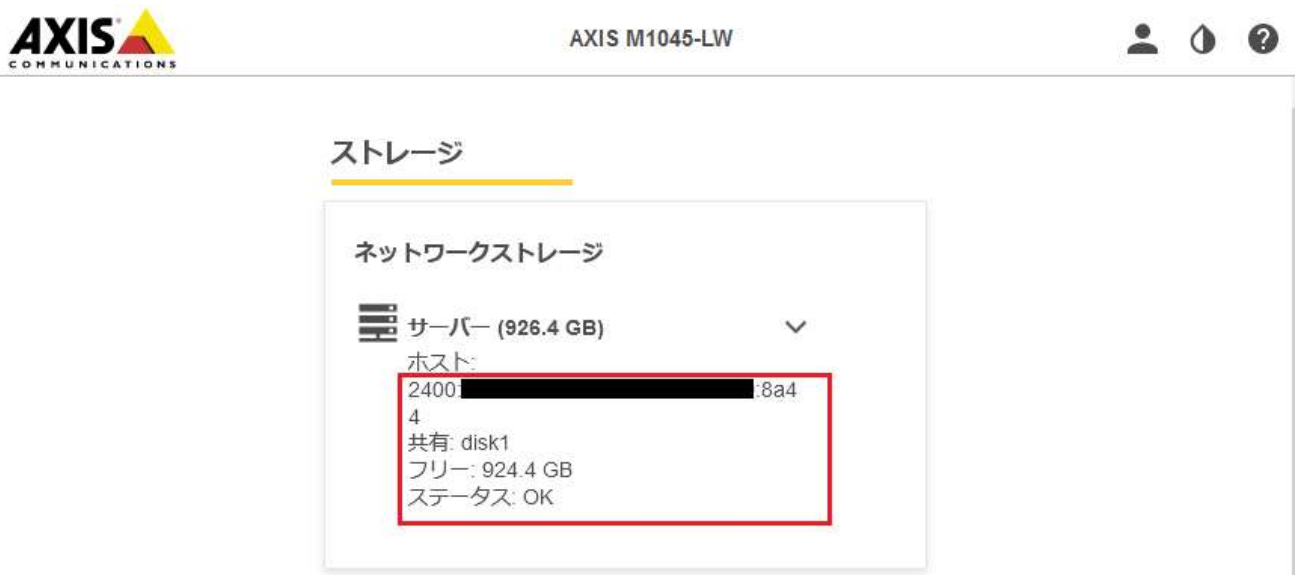 AXIS
COMMUNICATIONS
AXIS M1045-LW
ストレージ
ネットワークストレージ
サーバー (926.4 GB)
ホスト:
2400: :8a4
4
共有: disk1
フリー: 924.4 GB
ステータス: OK